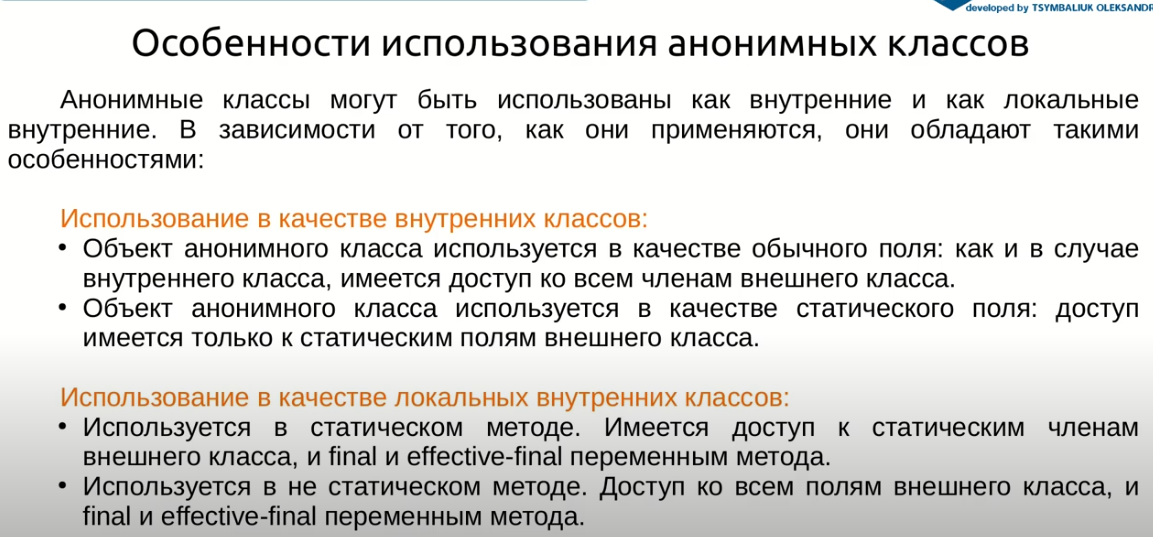 developed by TSYMBALIUK OLEKSANDR
Особенности использования анонимных классов
Анонимные классы могут быть использованы как внутренние и как локальные
внутренние. В зависимости от того, как они применяются, они обладают такими
особенностями:
Использование в качестве внутренних классов:
• Объект анонимного класса используется в качестве обычного поля: как и в случае
внутреннего класса, имеется доступ ко всем членам внешнего класса.
• Объект анонимного класса используется в качестве статического поля: доступ
имеется только к статическим полям внешнего класса.
Использование в качестве локальных внутренних классов:
• Используется в статическом методе. Имеется доступ к статическим членам
внешнего класса, и final и effective-final переменным метода.
• Используется в не статическом методе. Доступ ко всем полям внешнего класса, и
final и effective-final переменным метода.